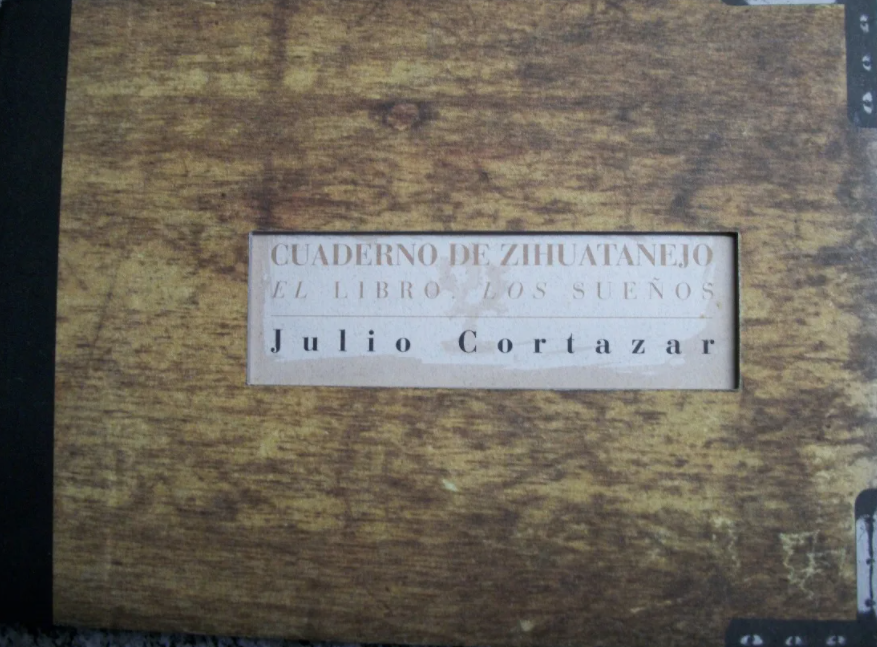 CUADERNO DE ZIHUATANEJO
EL LIBRO. LOS SUEÑOS
Julio Cortazar